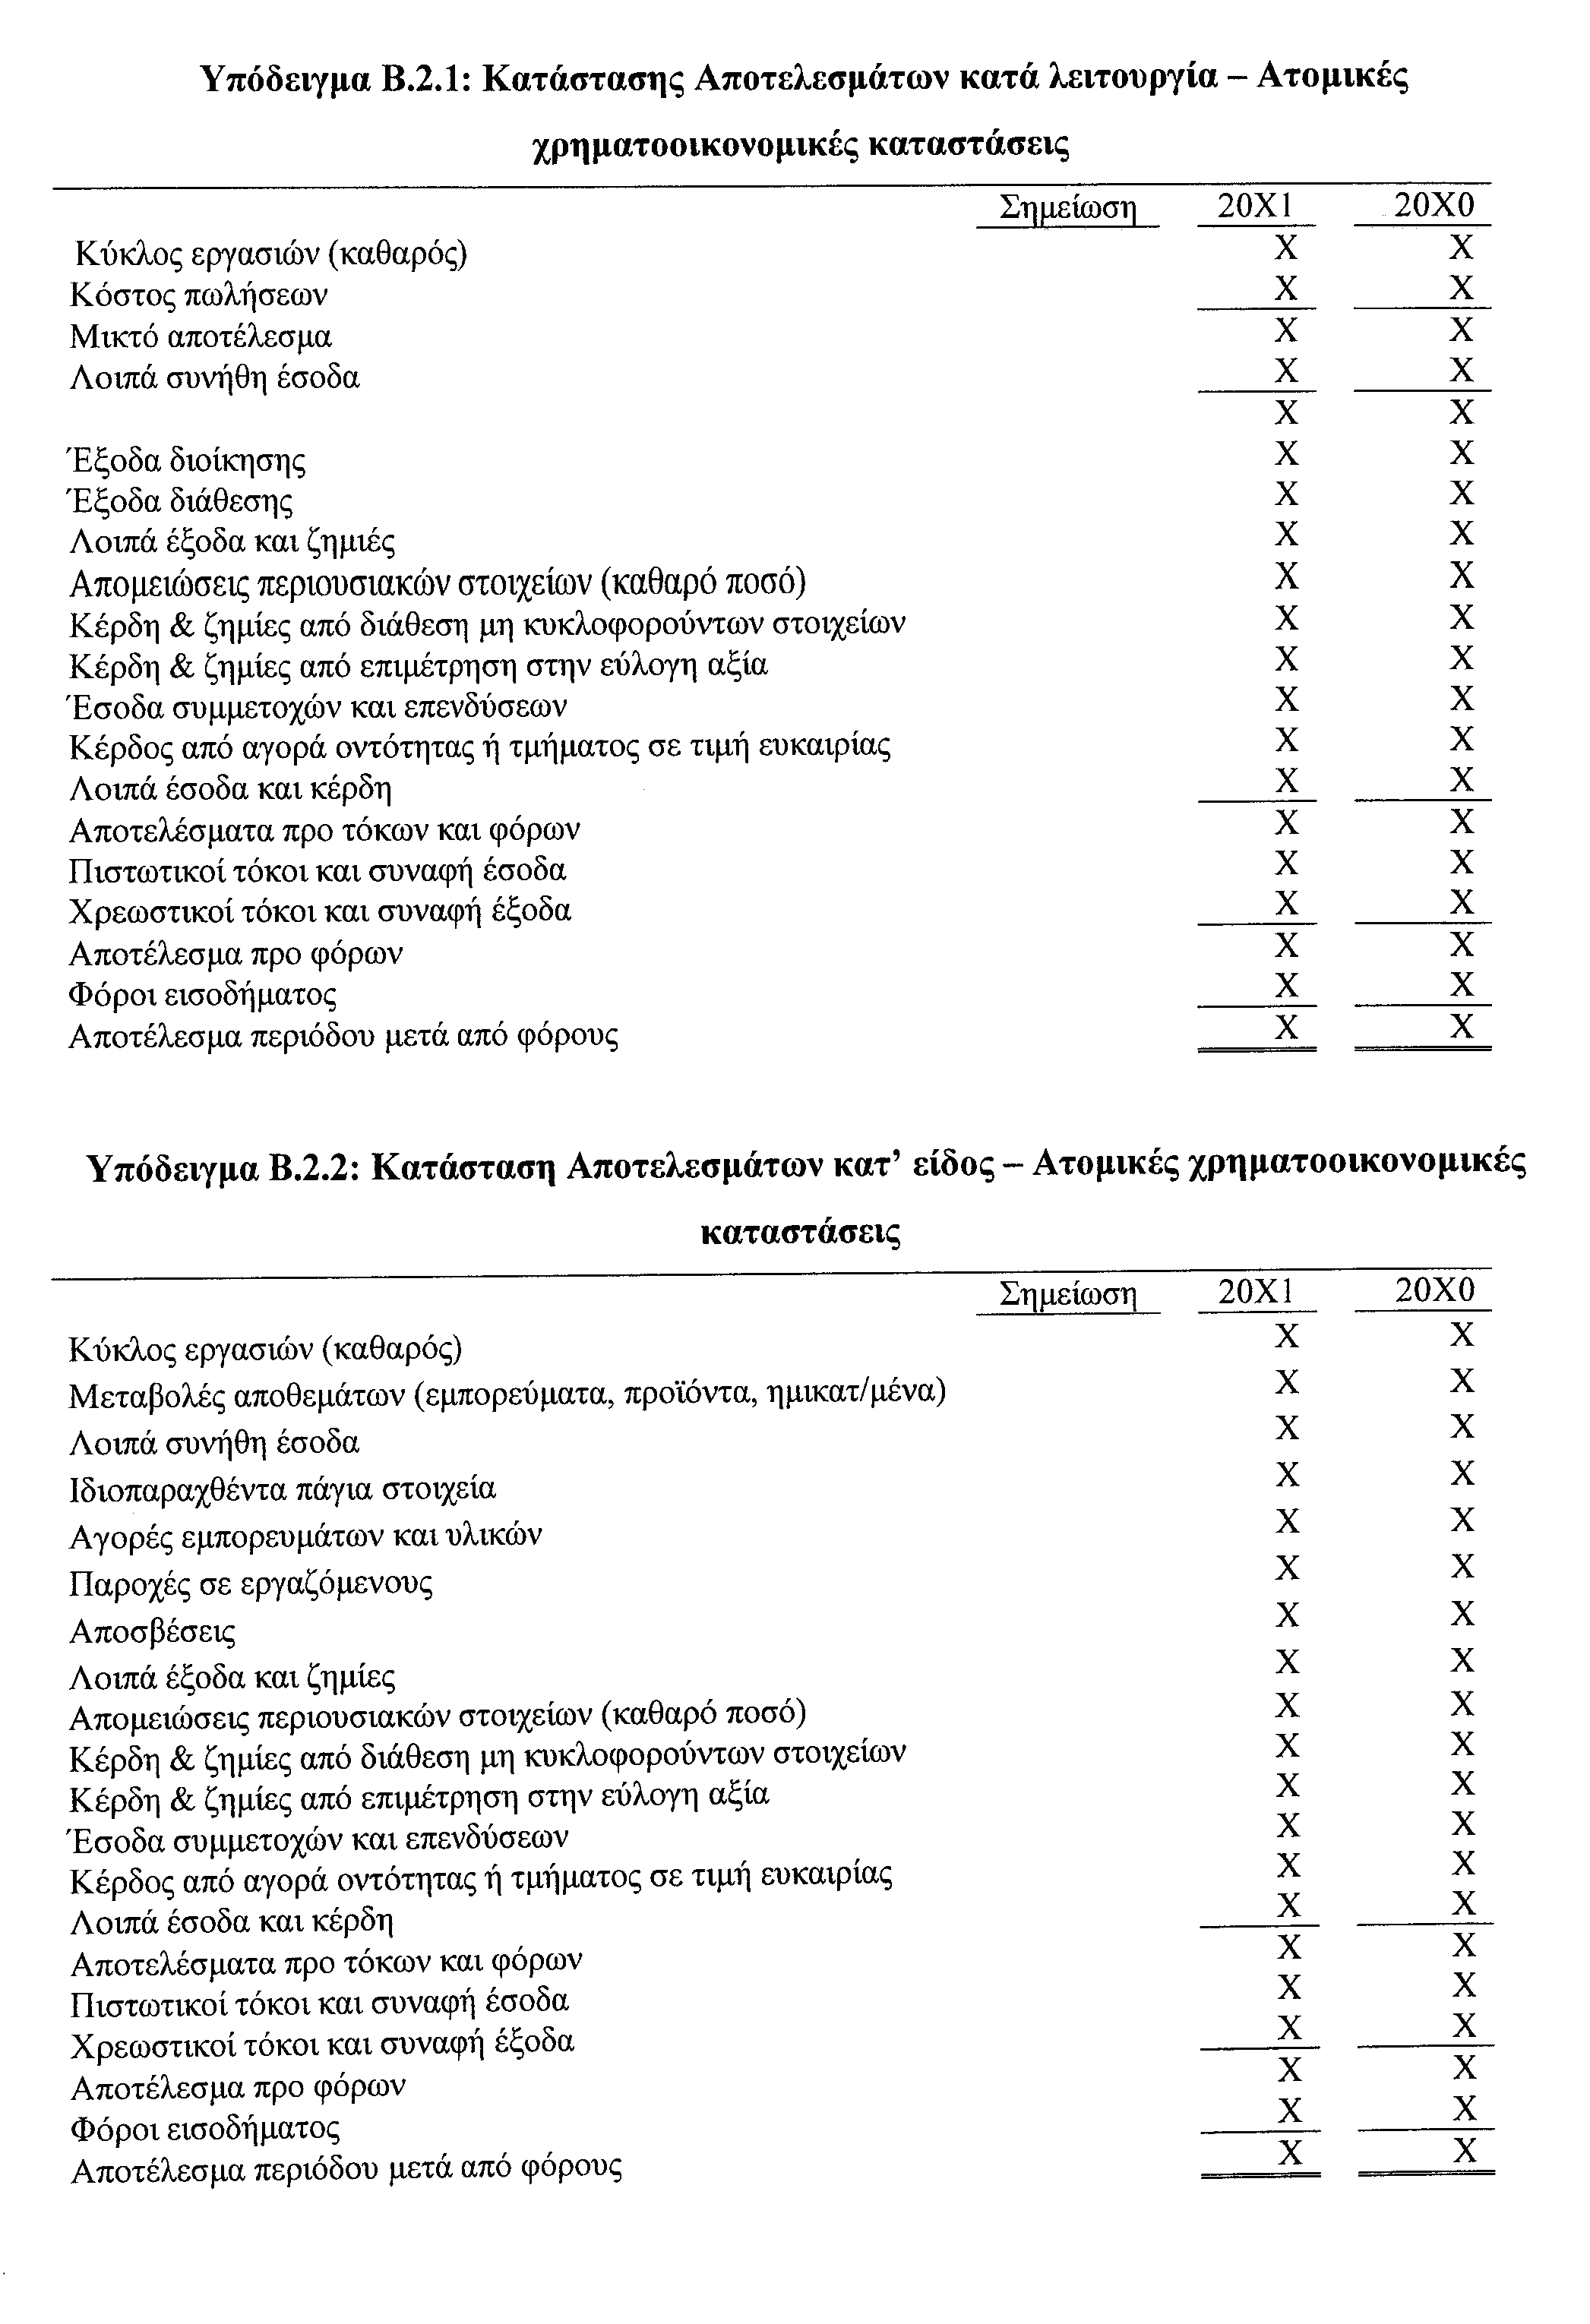 Υπόδειγμα Β.2.1: Κατάστασης Αποτελεσμάτων κατά λειτουργία – Ατομικές
χρηματοοικονομικές καταστάσεις
Σημείωση 20Χ1 20Χ0
Κύκλος εργασιών (καθαρός) Χ Χ
Κόστος πωλήσεων Χ Χ
Μικτό αποτέλεσμα Χ Χ
Λοιπά συνήθη έσοδα Χ Χ
Χ Χ
Έξοδα διοίκησης Χ Χ
Έξοδα διάθεσης Χ Χ
Λοιπά έξοδα και ζημιές Χ Χ
Απομειώσεις περιουσιακών στοιχείων (καθαρό ποσό) Χ Χ
Κέρδη & ζημίες από διάθεση μη κυκλοφορούντων στοιχείων Χ Χ
Κέρδη & ζημίες από επιμέτρηση στην εύλογη αξία Χ Χ
Έσοδα συμμετοχών και επενδύσεων Χ Χ
Κέρδος από αγορά οντότητας ή τμήματος σε τιμή ευκαιρίας Χ Χ
Λοιπά έσοδα και κέρδη Χ Χ
Αποτελέσματα προ τόκων και φόρων Χ Χ
Πιστωτικοί τόκοι και συναφή έσοδα Χ Χ
Χρεωστικοί τόκοι και συναφή έξοδα Χ Χ
Αποτέλεσμα προ φόρων Χ Χ
Φόροι εισοδήματος Χ Χ
Αποτέλεσμα περιόδου μετά από φόρους Χ Χ
Υπόδειγμα Β.2.2: Κατάσταση Αποτελεσμάτων κατ’ είδος – Ατομικές χρηματοοικονομικές
καταστάσεις
Σημείωση 20Χ1 20Χ0
Κύκλος εργασιών (καθαρός) Χ Χ
Μεταβολές αποθεμάτων (εμπορεύματα, προϊόντα, ημικατ/μένα) Χ Χ
Λοιπά συνήθη έσοδα Χ Χ
Ιδιοπαραχθέντα πάγια στοιχεία Χ Χ
Αγορές εμπορευμάτων και υλικών Χ Χ
Παροχές σε εργαζόμενους Χ Χ
Αποσβέσεις Χ Χ
Λοιπά έξοδα και ζημίες Χ Χ
Απομειώσεις περιουσιακών στοιχείων (καθαρό ποσό) Χ Χ
Κέρδη & ζημίες από διάθεση μη κυκλοφορούντων στοιχείων Χ Χ
Κέρδη & ζημίες από επιμέτρηση στην εύλογη αξία Χ Χ
Έσοδα συμμετοχών και επενδύσεων Χ Χ
Κέρδος από αγορά οντότητας ή τμήματος σε τιμή ευκαιρίας Χ Χ
Λοιπά έσοδα και κέρδη Χ Χ
Αποτελέσματα προ τόκων και φόρων Χ Χ
Πιστωτικοί τόκοι και συναφή έσοδα Χ Χ
Χρεωστικοί τόκοι και συναφή έξοδα Χ Χ
Αποτέλεσμα προ φόρων Χ Χ
Φόροι εισοδήματος Χ Χ
Αποτέλεσμα περιόδου μετά από φόρους Χ Χ